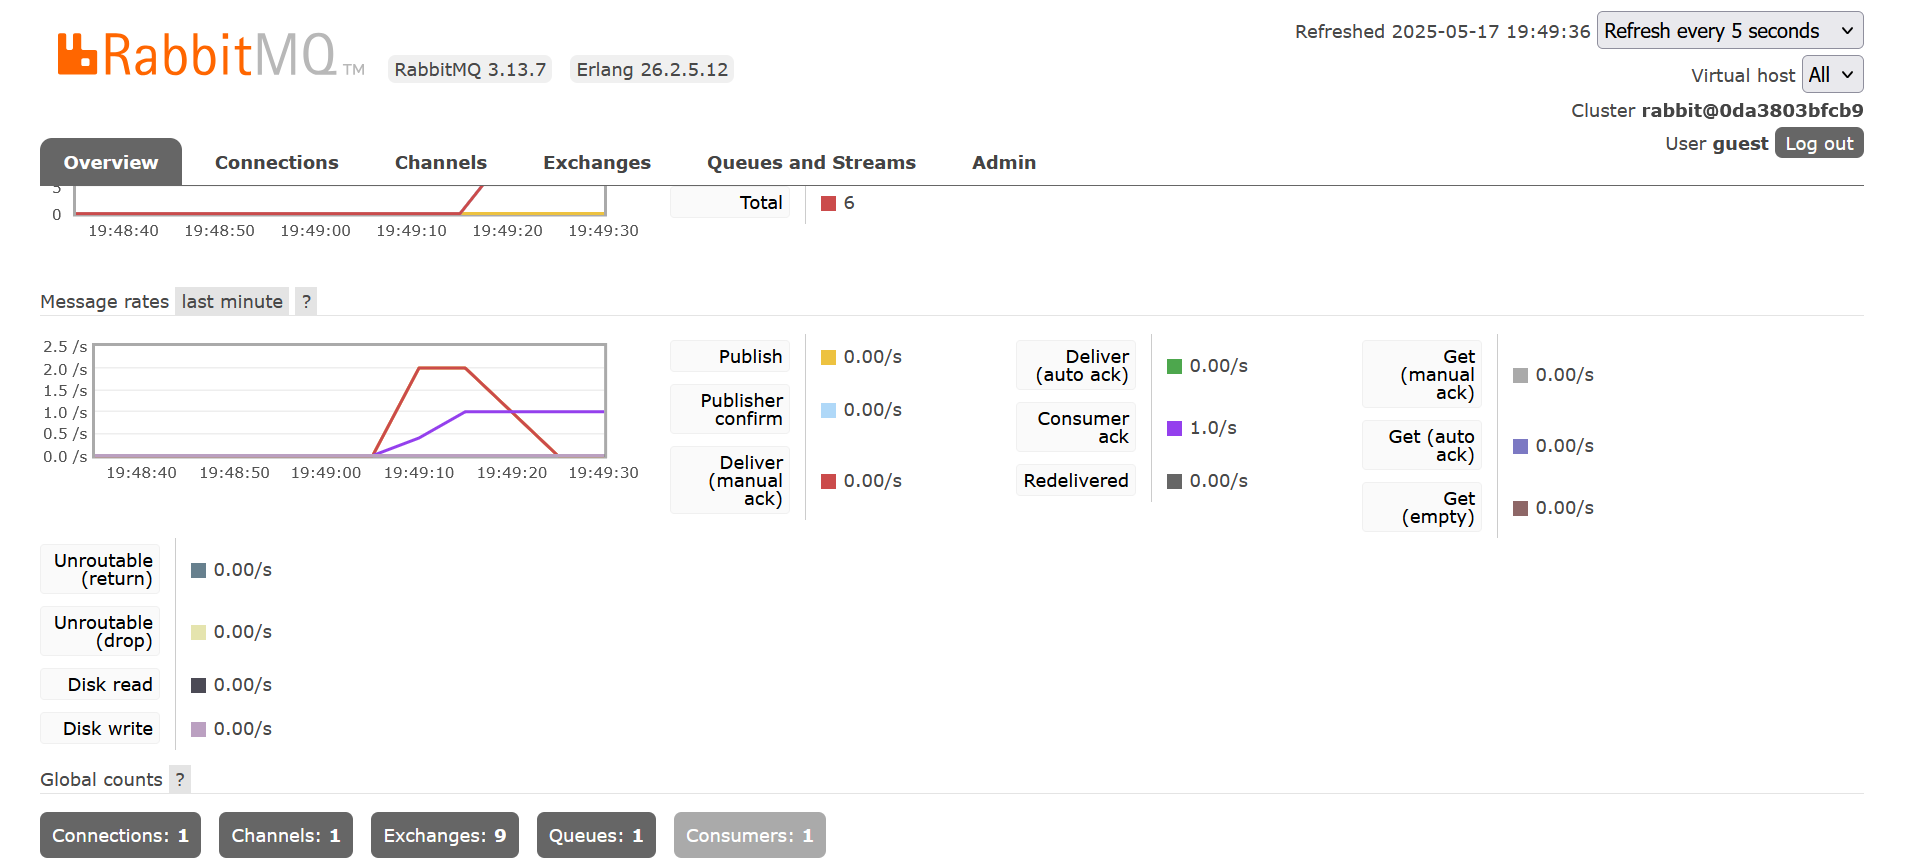 RabbitMQ TM
RabbitMQ 3.13.7
Erlang 26.2.5.12
Refreshed 2025-05-17 19:49:36
Refresh every 5 seconds
Virtual host All
Cluster rabbit@0da3803bfcb9
User guest Log out
Overview
Connections
Channels
Exchanges
Queues and Streams
Admin
5
0
19:48:40 19:48:50 19:49:00 19:49:10 19:49:20 19:49:30
Total 6
Message rates last minute ?
2.5 /s
2.0 /s
1.5 /s
1.0 /s
0.5 /s
0.0 /s
19:48:40 19:48:50 19:49:00 19:49:10 19:49:20 19:49:30
Publish 0.00/s
Publisher
confirm 0.00/s
Deliver
(manual
ack) 0.00/s
Deliver
(auto ack) 0.00/s
Consumer
ack 1.0/s
Redelivered 0.00/s
Get
(manual
ack) 0.00/s
Get (auto
ack) 0.00/s
Get
(empty) 0.00/s
Unroutable
(return) 0.00/s
Unroutable
(drop) 0.00/s
Disk read 0.00/s
Disk write 0.00/s
Global counts ?
Connections: 1
Channels: 1
Exchanges: 9
Queues: 1
Consumers: 1